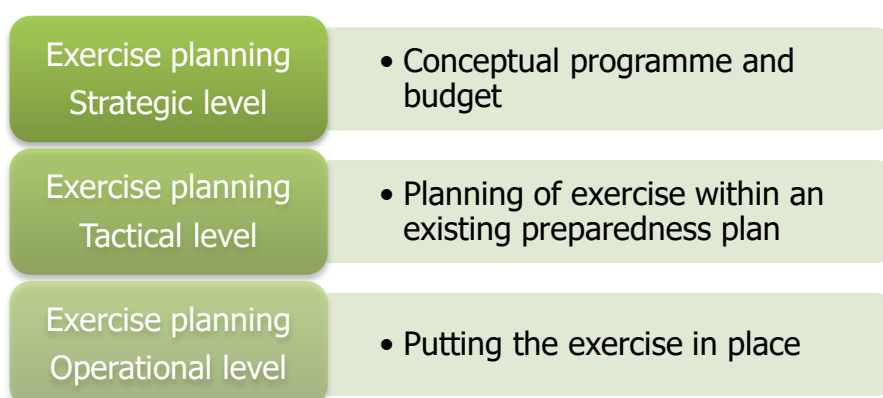 Exercise planning
Strategic level
• Conceptual programme and
budget
Exercise planning
Tactical level
• Planning of exercise within an
existing preparedness plan
Exercise planning
Operational level
• Putting the exercise in place